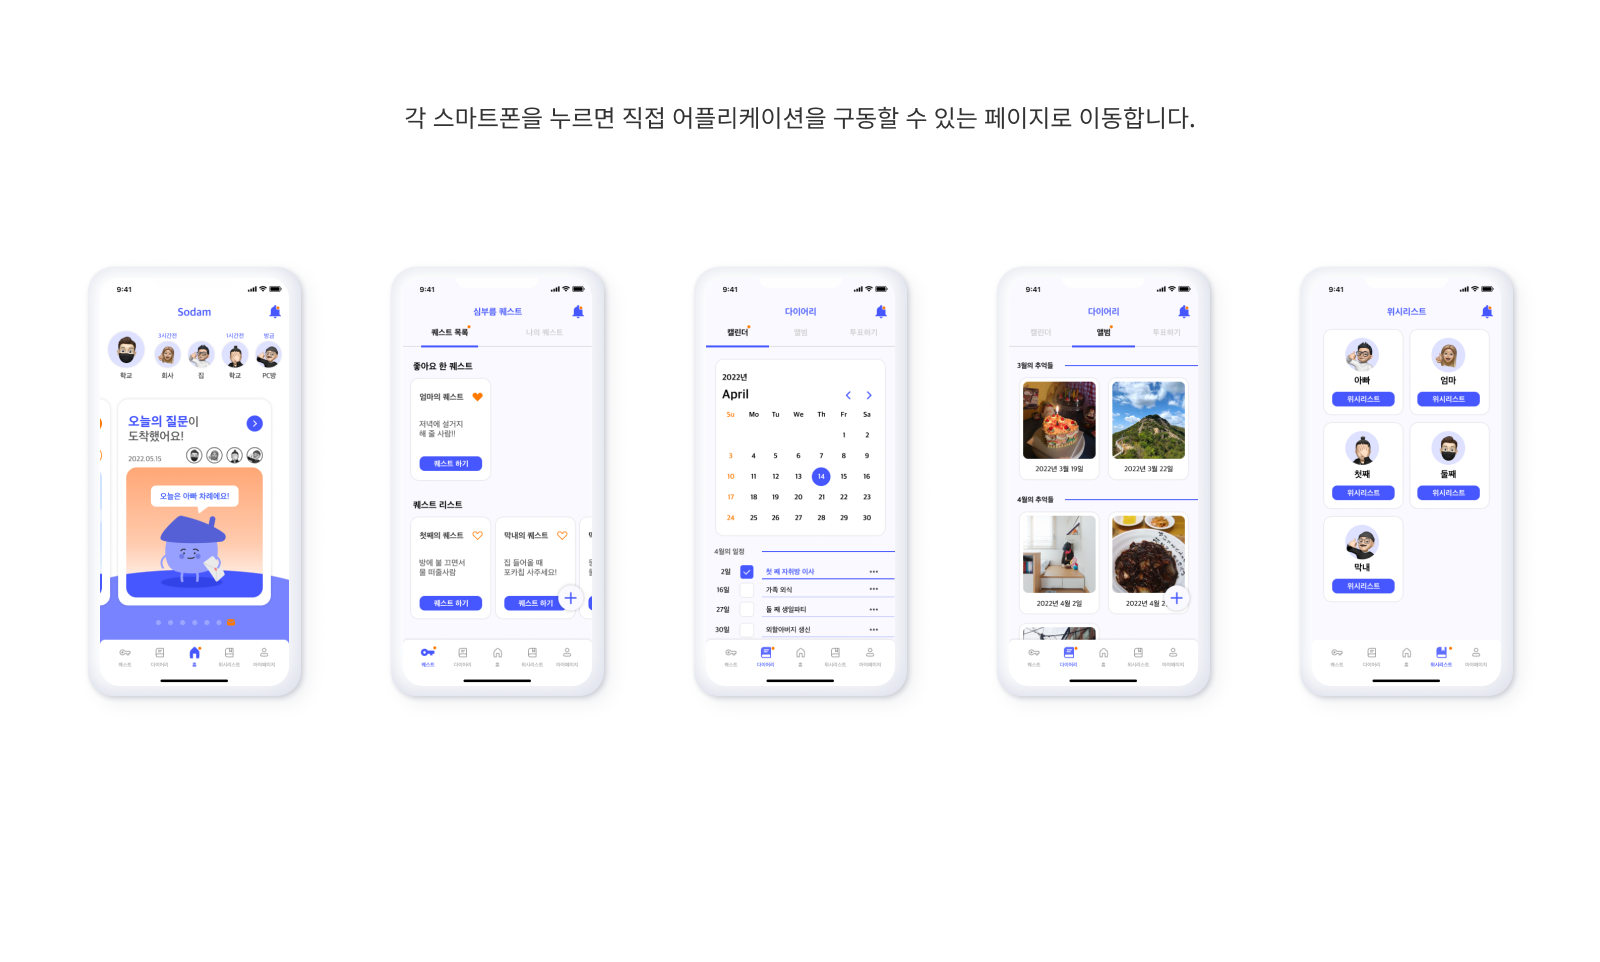 각 스마트폰을 누르면 직접 어플리케이션을 구동할 수 있는 페이지로 이동합니다.
9:41
Sodam
3시간전
1시간전
방금
학교
회사
집
학교
PC방
오늘의 질문이
도착했어요!
2022.05.15
오늘은 아빠 차례에요!
퀘스트
다이어리
홈
위시리스트
마이페이지
9:41
심부름 퀘스트
퀘스트 목록
나의 퀘스트
좋아요 한 퀘스트
엄마의 퀘스트
저녁에 설거지
해 줄 사람!!
퀘스트 하기
퀘스트 리스트
첫째의 퀘스트
막내의 퀘스트
방에 불 끄면서
물 떠줄사람
집 들어올 때
포카칩 사주세요!
퀘스트 하기
퀘스트 하기
퀘스트
다이어리
홈
위시리스트
마이페이지
9:41
다이어리
캘린더
앨범
투표하기
2022년
April
Su Mo Tu We Th Fr Sa
1 2
3 4 5 6 7 8 9
10 11 12 13 14 15 16
17 18 19 20 21 22 23
24 25 26 27 28 29 30
4월의 일정
2일 첫 째 자취방 이사
16일 가족 외식
27일 둘 째 생일파티
30일 외할아버지 생신
퀘스트
다이어리
홈
위시리스트
마이페이지
9:41
다이어리
캘린더
앨범
투표하기
3월의 추억들
2022년 3월 19일
2022년 3월 22일
4월의 추억들
2022년 4월 2일
2022년 4월 2
퀘스트
다이어리
홈
위시리스트
마이페이지
9:41
위시리스트
아빠
엄마
위시리스트
위시리스트
첫째
둘째
위시리스트
위시리스트
막내
위시리스트
퀘스트
다이어리
홈
위시리스트
마이페이지